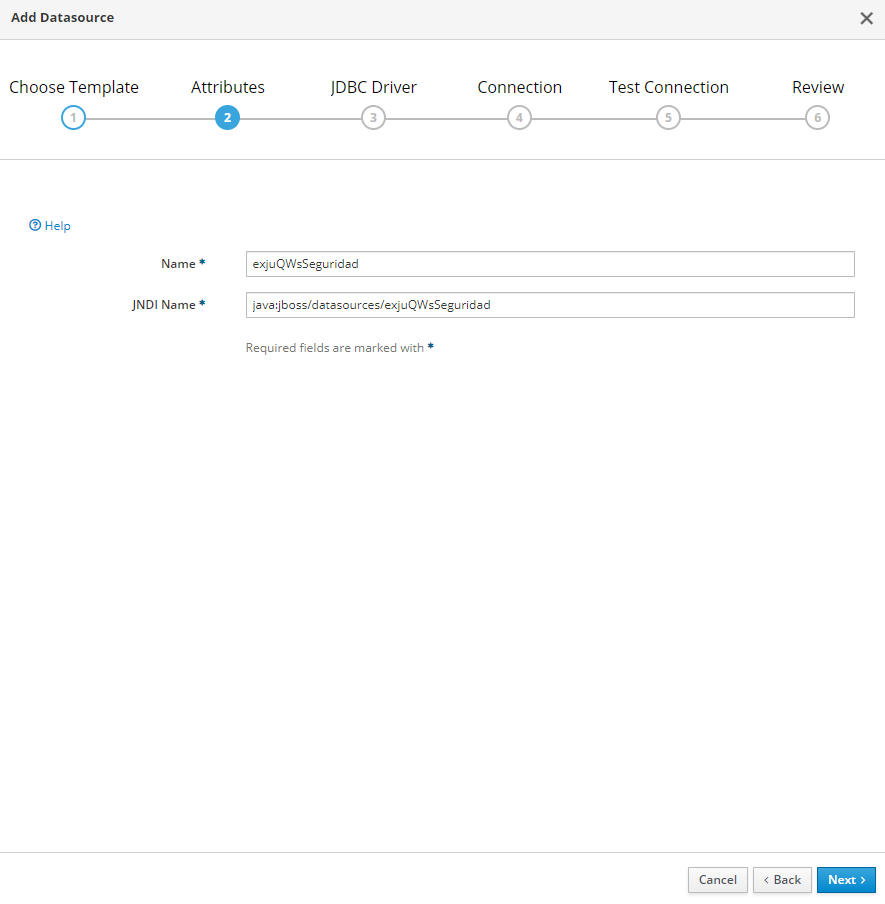 Add Datasource
Choose Template Attributes JDBC Driver Connection Test Connection Review
1 2 3 4 5 6
Help
Name * exjuQWsSeguridad
JNDI Name * java:jboss/datasources/exjuQWsSeguridad
Required fields are marked with *
Cancel < Back Next >